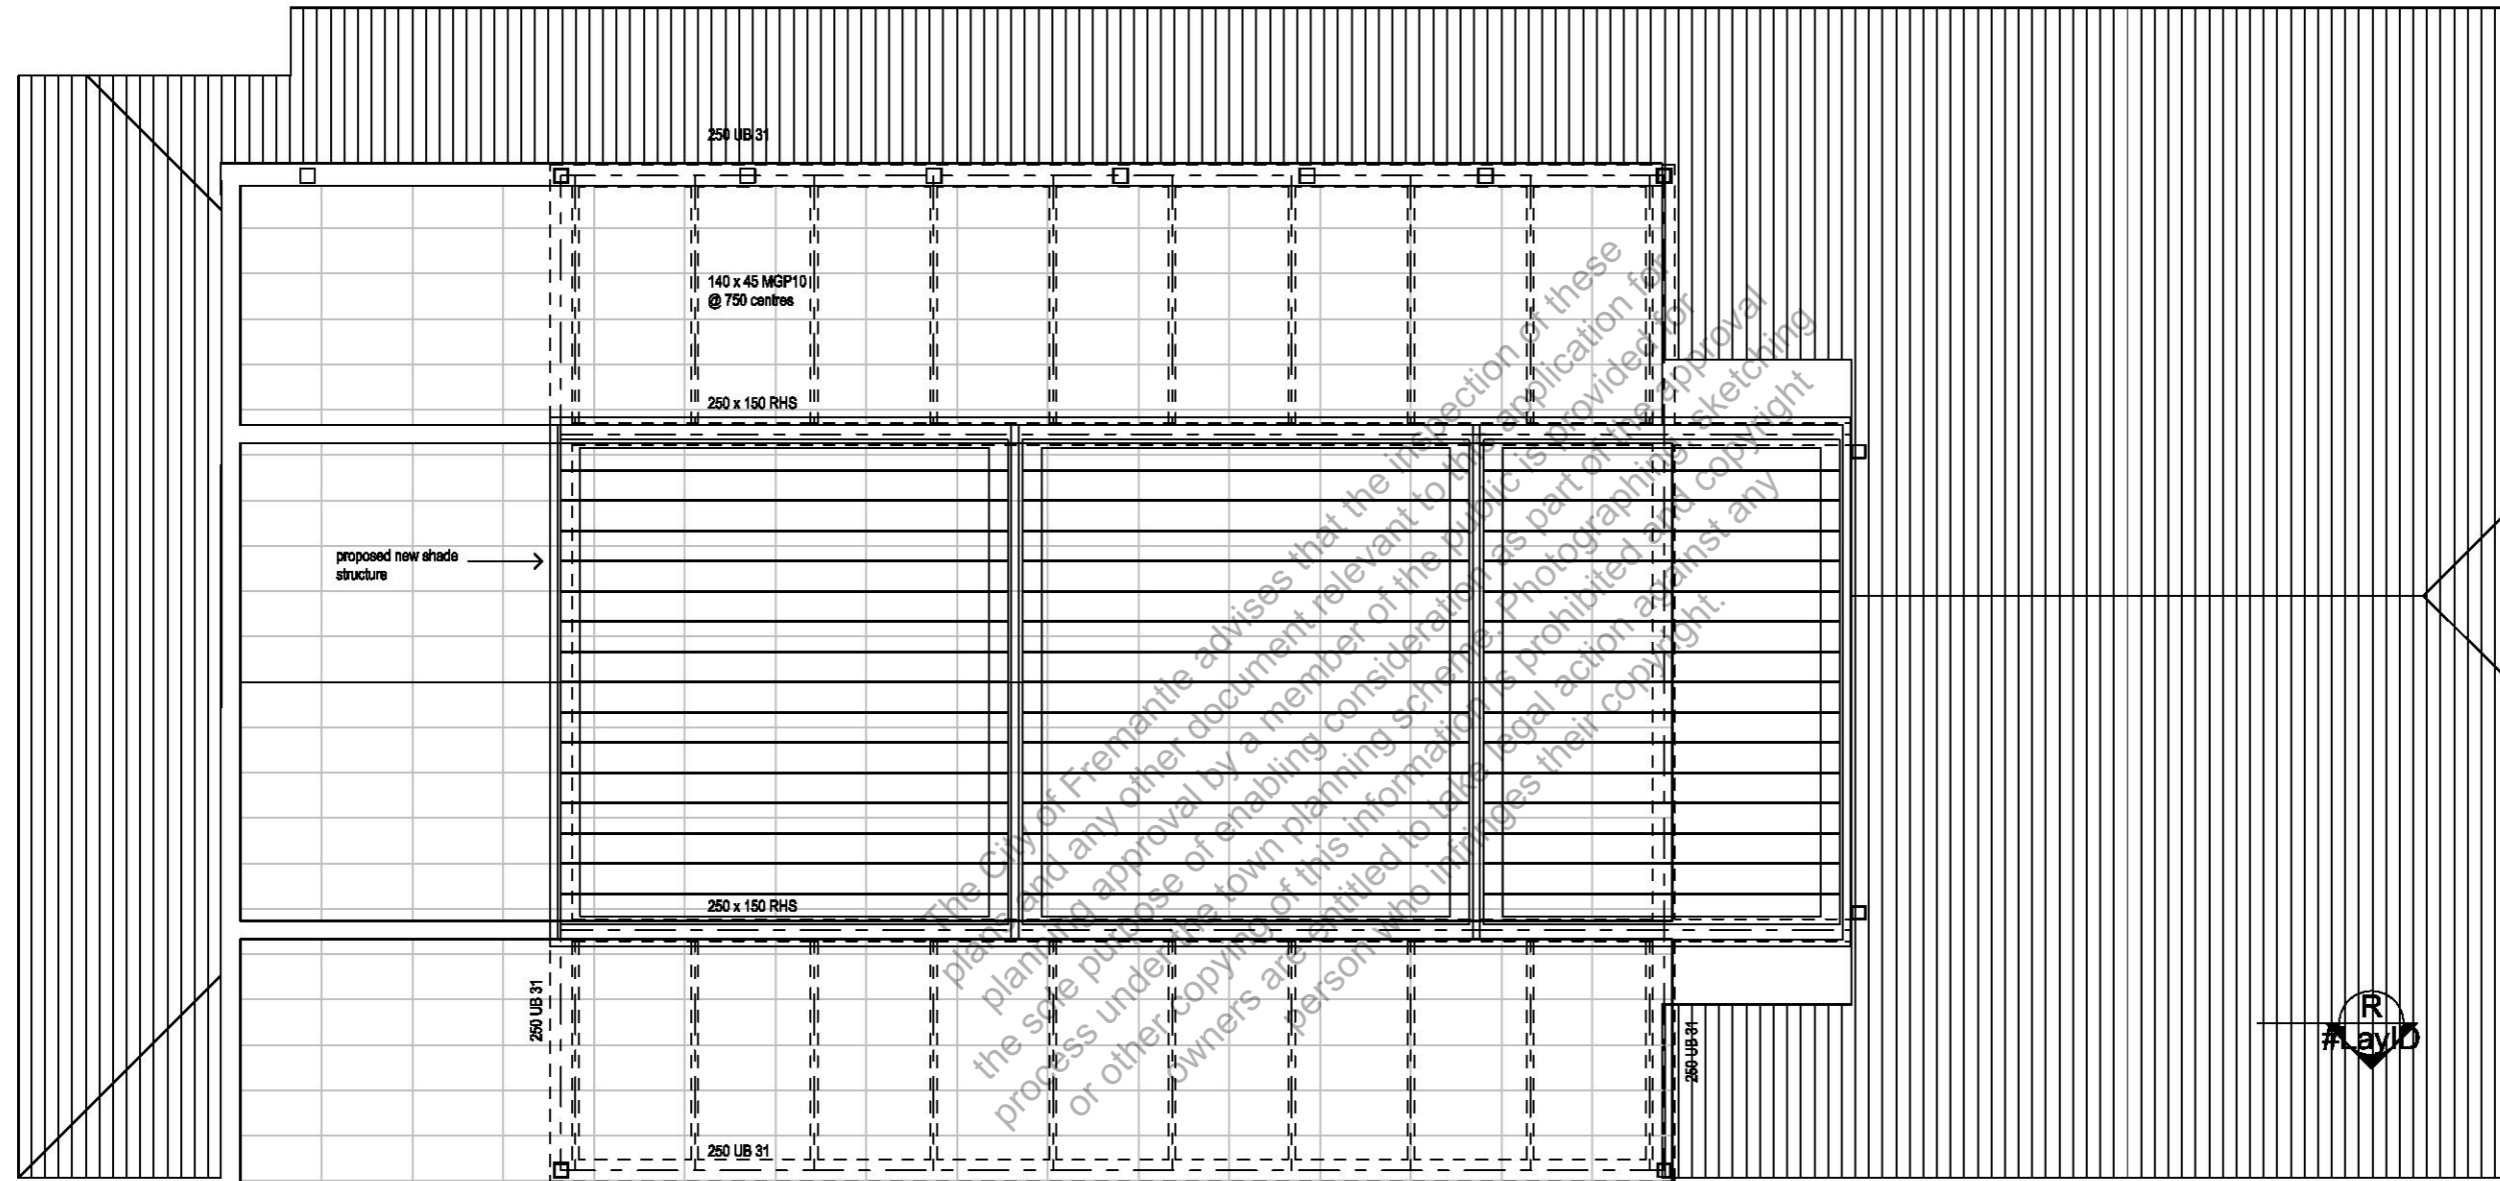 250 UB 31
140 x 45 MGP10
@ 750 centres
250 x 150 RHS
proposed new shade
structure
250 x 150 RHS
250 UB 31
250 UB 31
250 UB 31
R
#LayID
The City of Fremantle advises that the inspection of these
plans and any other document relevant to this application for
planning approval by a member of the public is provided for
the sole purpose of enabling consideration as part of the approval
process under the town planning scheme. Photographing, sketching
or other copying of this information is prohibited and copyright
owners are entitled to take legal action against any
person who infringes their copyright.